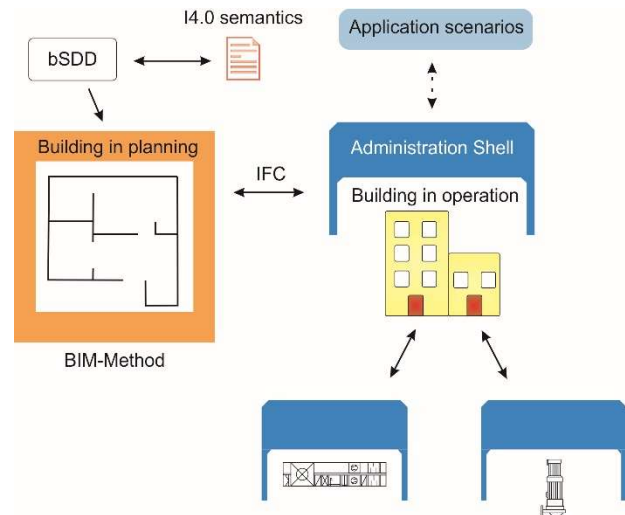 I4.0 semantics
bSDD
Application scenarios
Building in planning
Administration Shell
IFC
Building in operation
BIM-Method